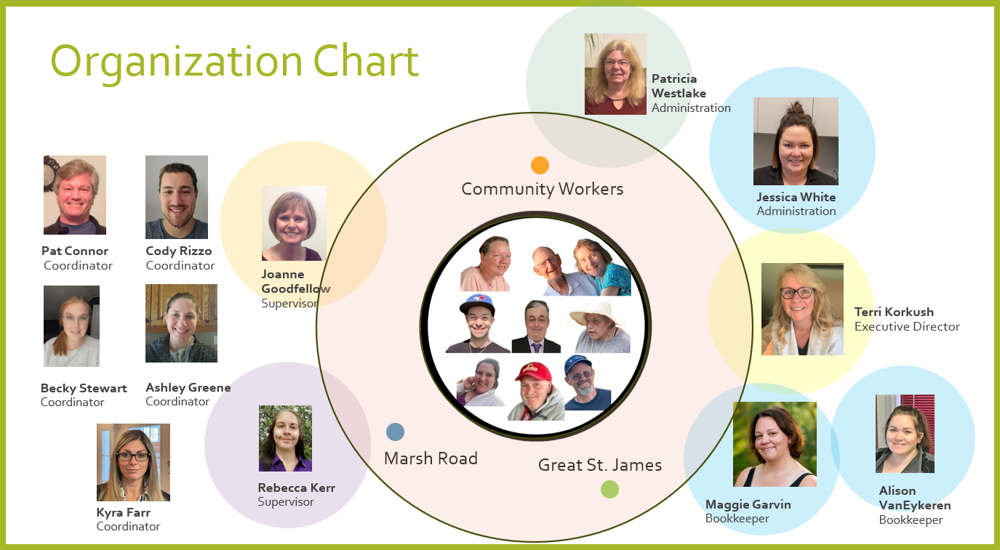 Organization Chart
Patricia
Westlake
Administration
Jessica White
Administration
Community Workers
Pat Connor
Coordinator
Cody Rizzo
Coordinator
Joanne
Goodfellow
Supervisor
Terri Korkush
Executive Director
Becky Stewart
Coordinator
Ashley Greene
Coordinator
Marsh Road
Great St. James
Rebecca Kerr
Supervisor
Kyra Farr
Coordinator
Maggie Garvin
Bookkeeper
Alison
VanEykeren
Bookkeeper